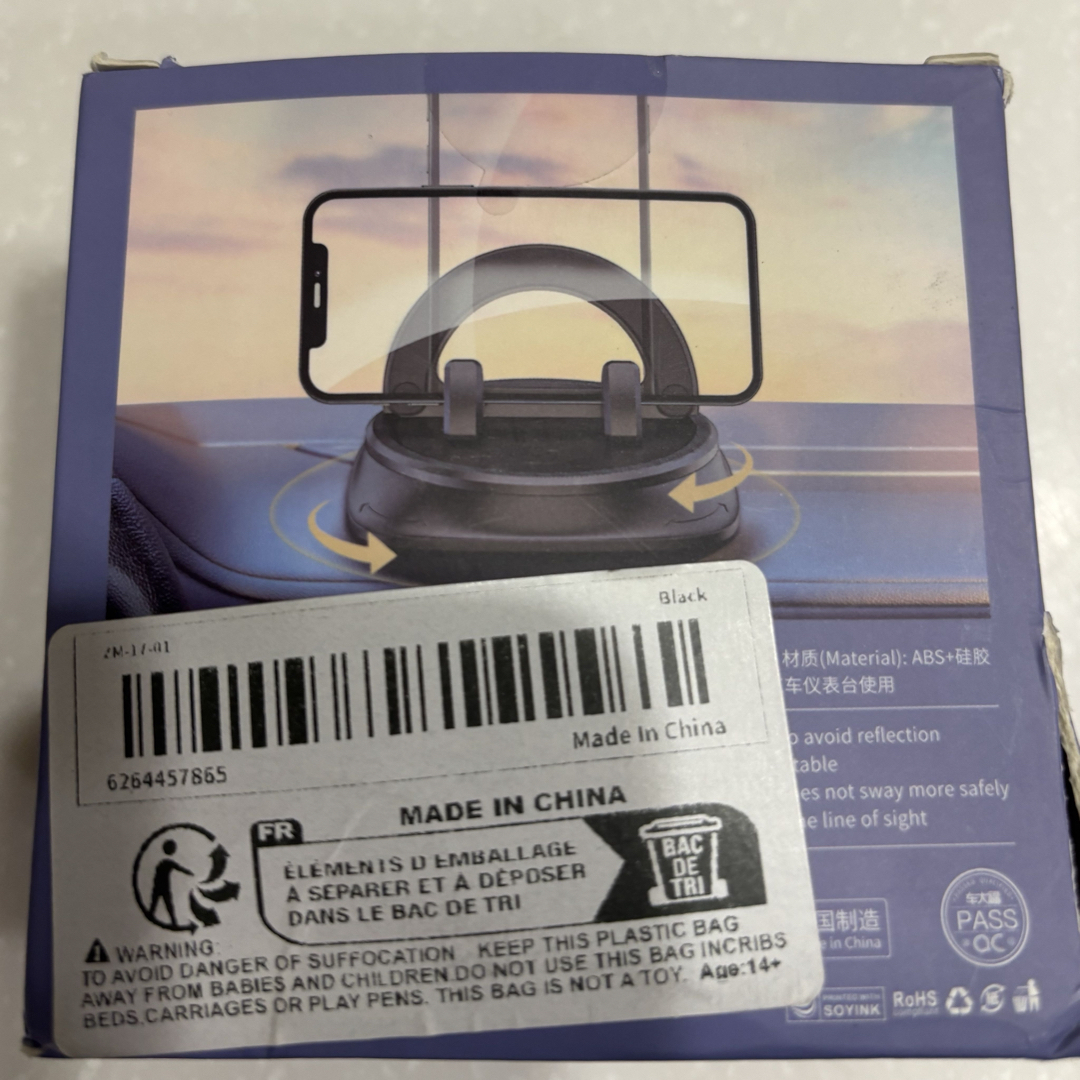 材质(Material): ABS+硅胶
车仪表台使用
avoid reflection
table
es not sway more safely
e line of sight
国制造
e in China
PASS
QC
PRINTED WITH
SOYINK
RoHS
compliant
ZM-17-01
Black
Made In China
6264457865
MADE IN CHINA
FR
ÉLÉMENTS D EMBALLAGE
À SÉPARER ET À DÉPOSER
DANS LE BAC DE TRI
BAC
DE
TRI
WARNING:
TO AVOID DANGER OF SUFFOCATION KEEP THIS PLASTIC BAG
AWAY FROM BABIES AND CHILDREN.DO NOT USE THIS BAG INCRIBS
BEDS,CARRIAGES OR PLAY PENS. THIS BAG IS NOT A TOY. Age:14+